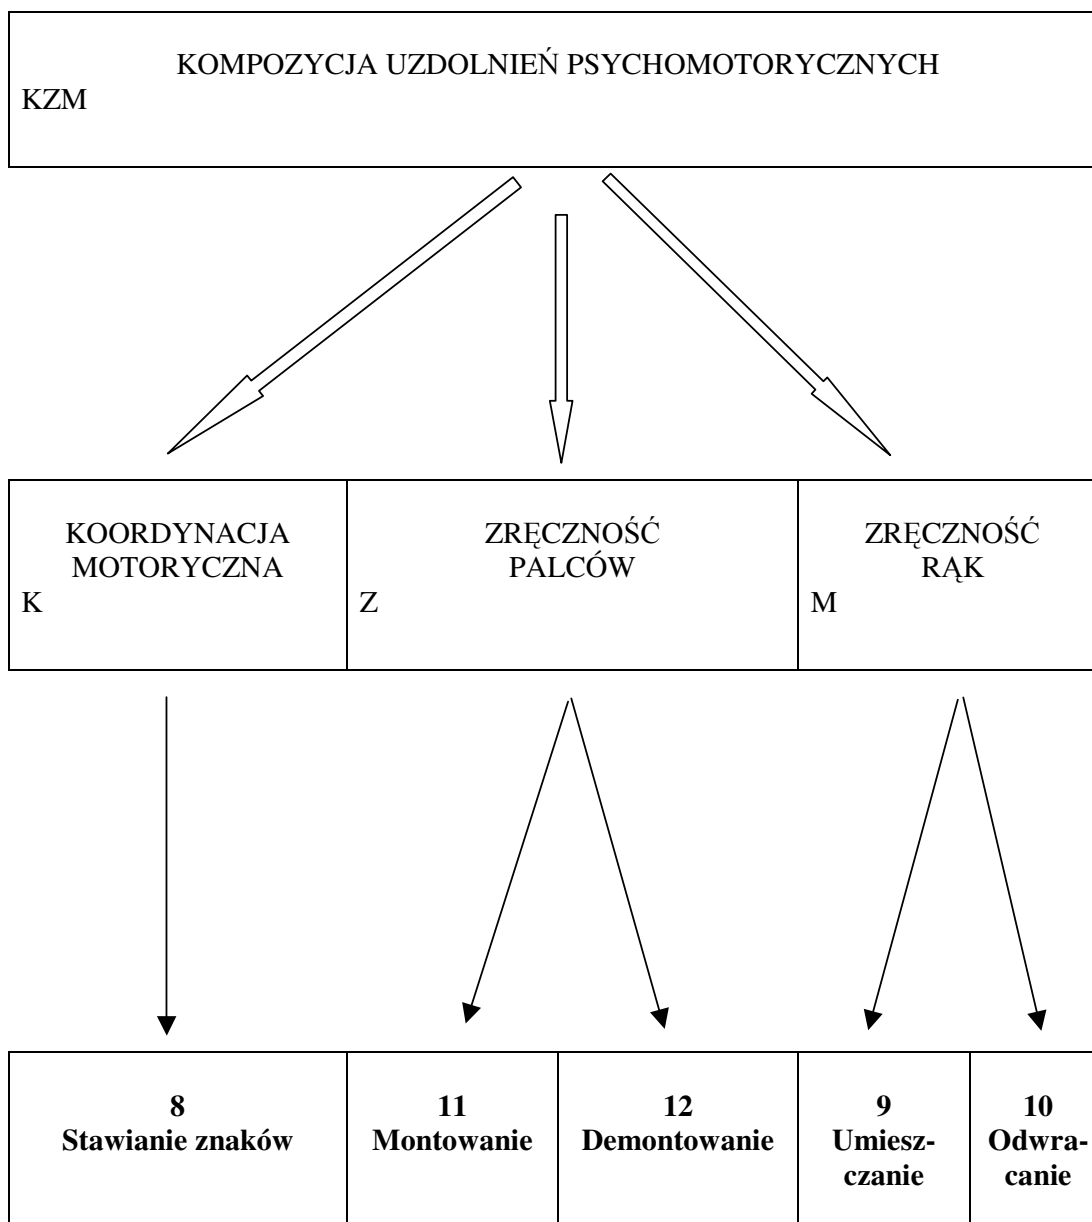 KOMPOZYCJA UZDOLNIEŃ PSYCHOMOTORYCZNYCH
KZM
KOORDYNACJA
MOTORYCZNA
K
ZRĘCZNOŚĆ
PALCÓW
Z
ZRĘCZNOŚĆ
RĄK
M
8
Stawianie znaków
11
Montowanie
12
Demontowanie
9
Umiesz-
czanie
10
Odwra-
canie